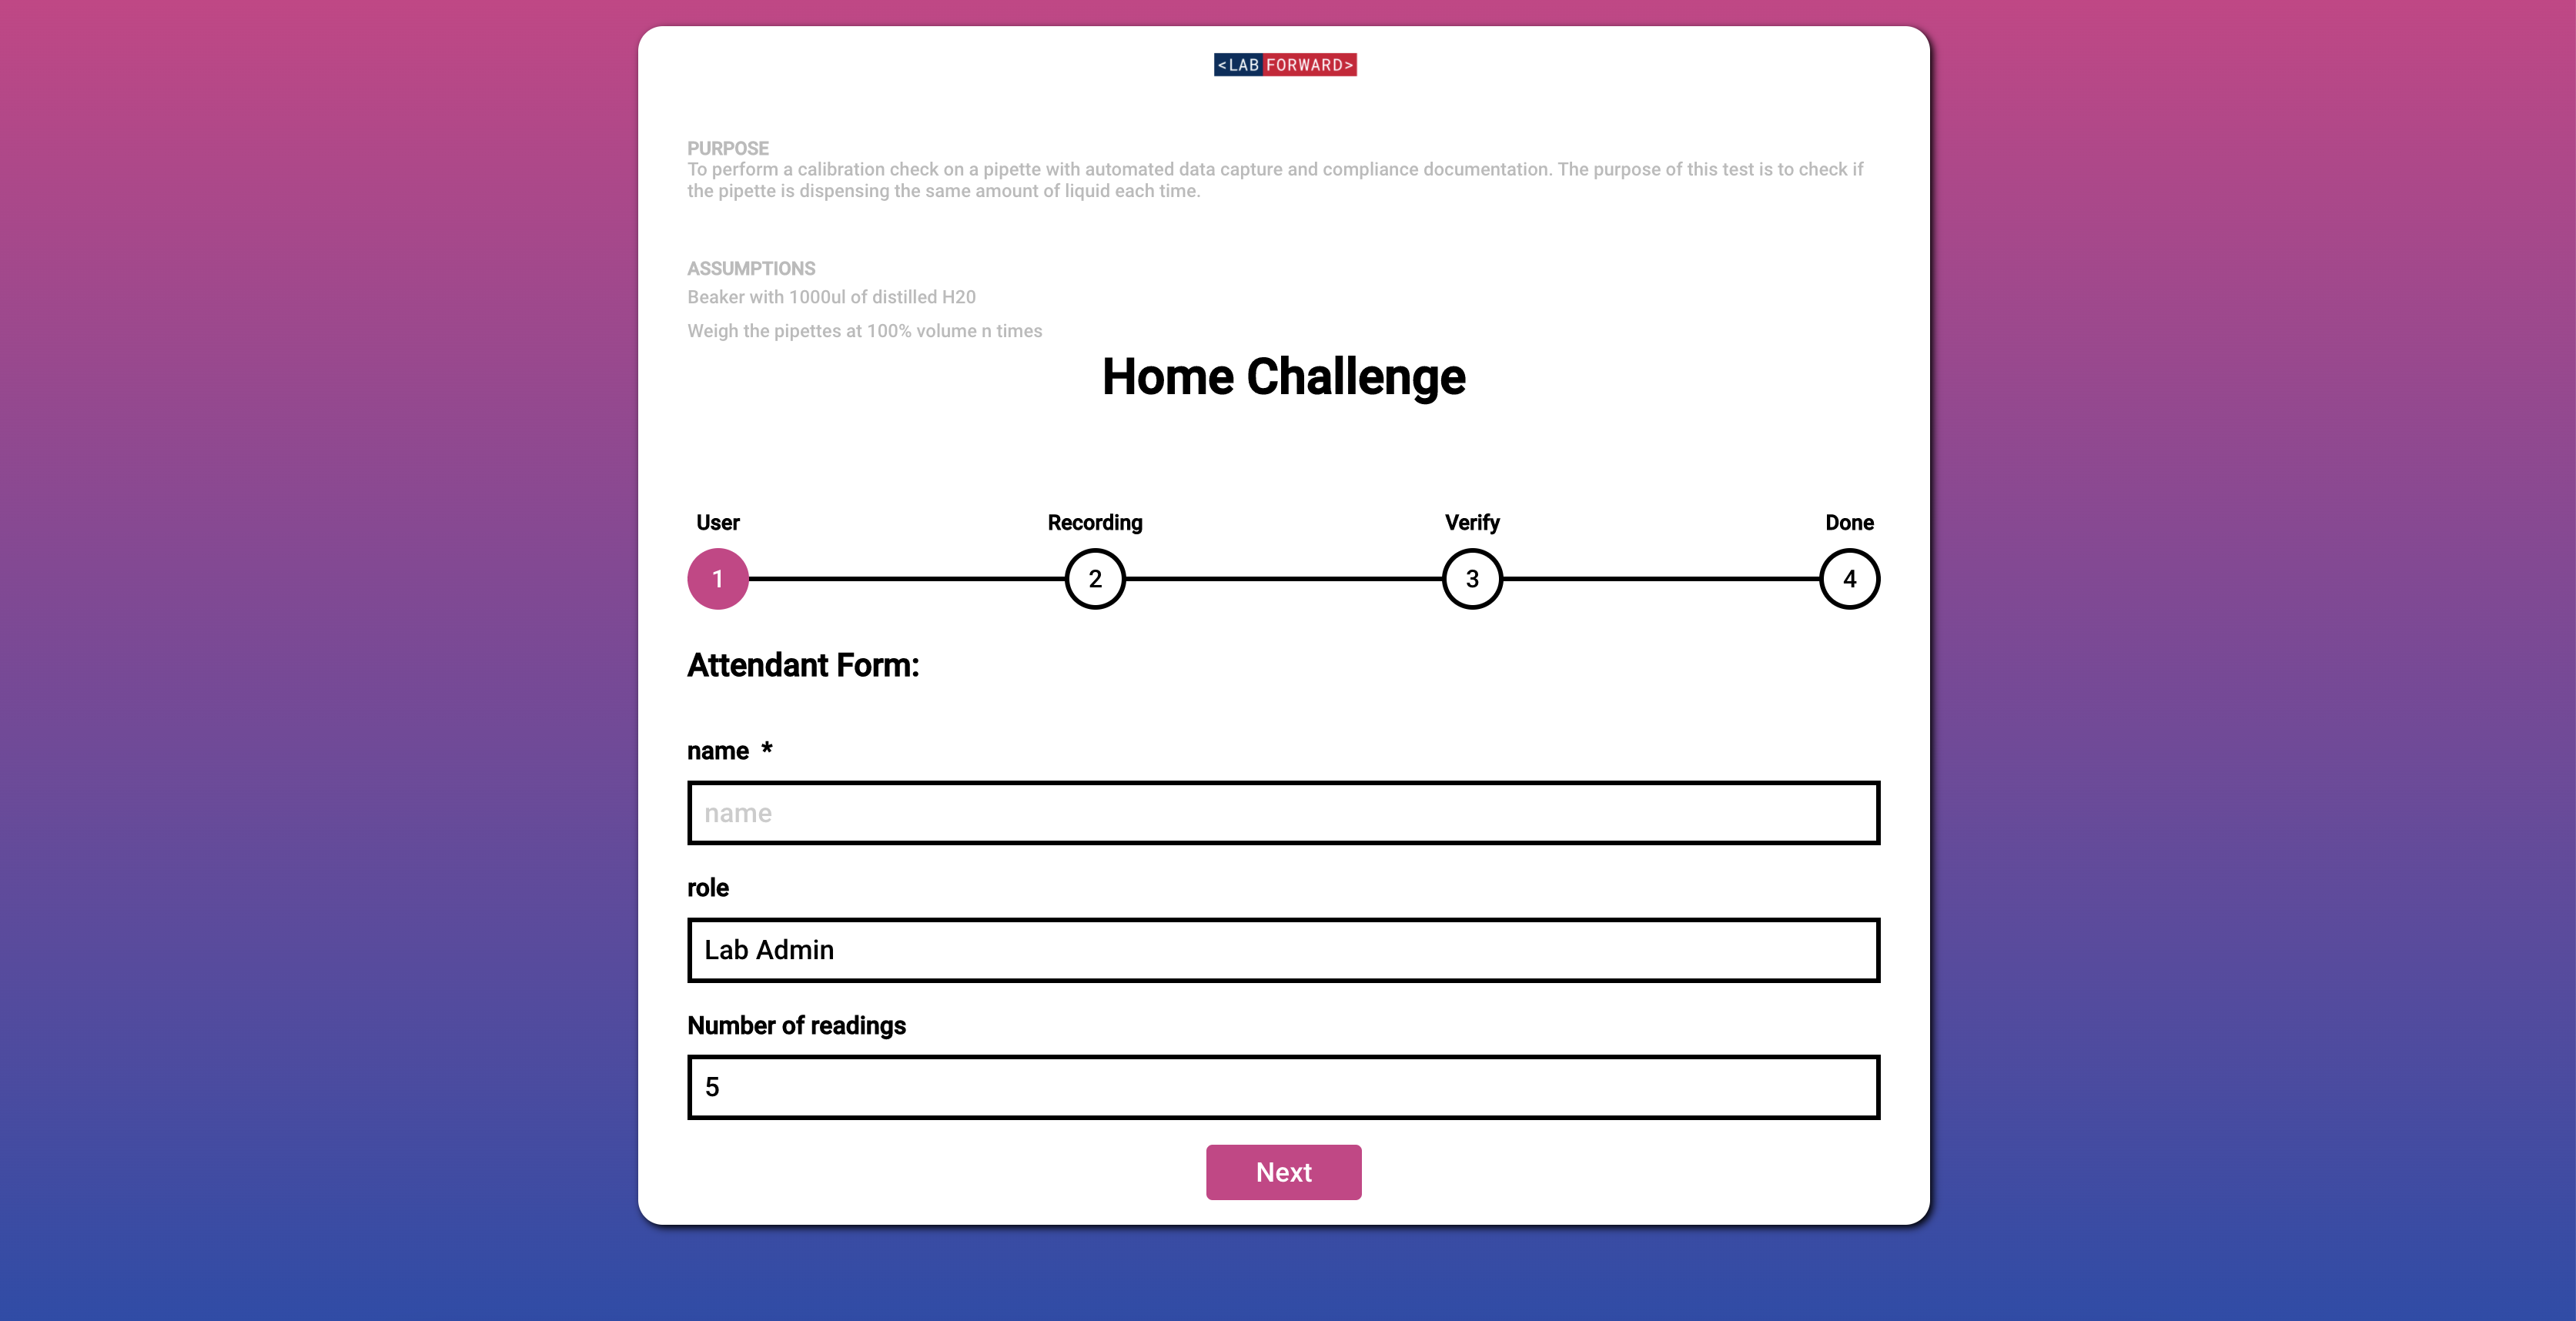 <LAB FORWARD>
PURPOSE
To perform a calibration check on a pipette with automated data capture and compliance documentation. The purpose of this test is to check if
the pipette is dispensing the same amount of liquid each time.
ASSUMPTIONS
Beaker with 1000ul of distilled H20
Weigh the pipettes at 100% volume n times
Home Challenge
User Recording Verify Done
1 2 3 4
Attendant Form:
name *
name
role
Lab Admin
Number of readings
5
Next